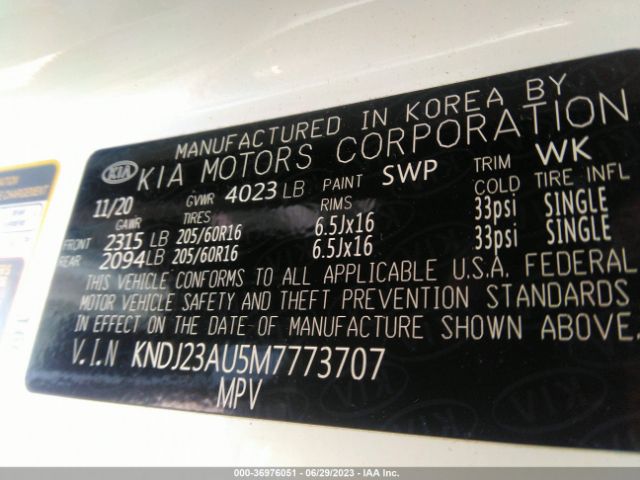 MANUFACTURED IN KOREA BY
KIA KIA MOTORS CORPORATION
11/20 GVWR 4023 LB PAINT SWP TRIM WK
GAWR TIRES RIMS COLD TIRE INFL
FRONT 2315 LB 205/60R16 6.5Jx16 33psi SINGLE
REAR 2094 LB 205/60R16 6.5Jx16 33psi SINGLE
THIS VEHICLE CONFORMS TO ALL APPLICABLE U.S.A. FEDERAL
MOTOR VEHICLE SAFETY AND THEFT PREVENTION STANDARDS
IN EFFECT ON THE DATE OF MANUFACTURE SHOWN ABOVE.
V.I.N KNDJ23AU5M7773707
MPV
000-36976051 - 06/29/2023 - IAA Inc.